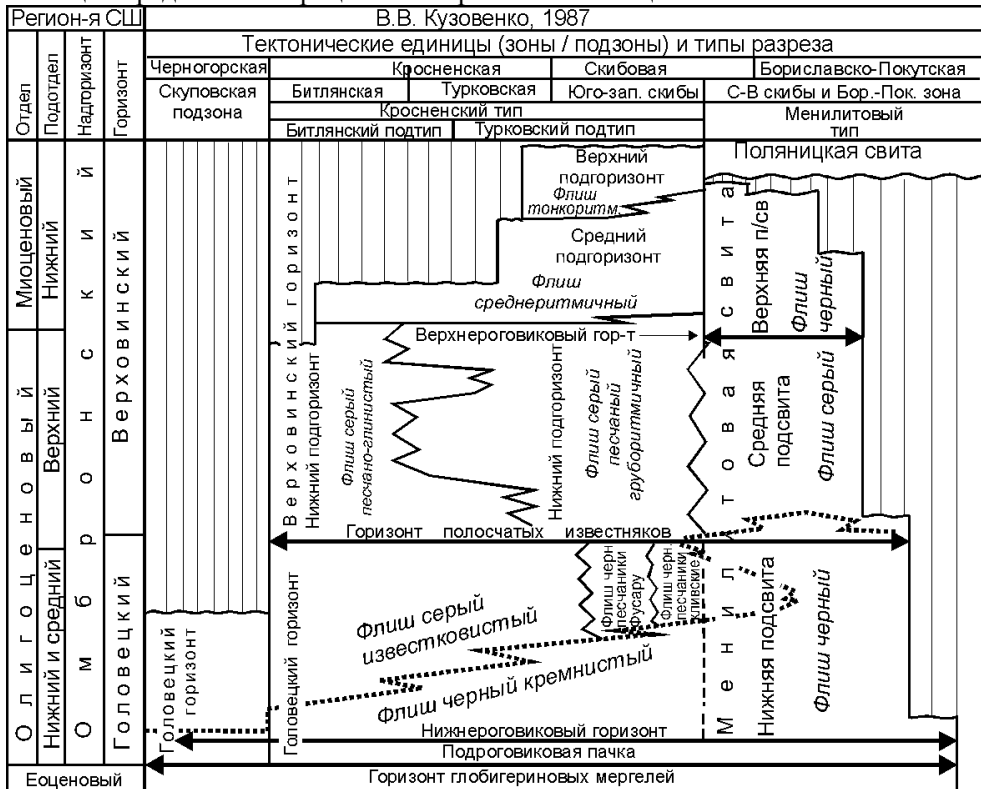 Регион-я СШ
В.В. Кузовенко, 1987
Отдел
Подотдел
Надгоризонт
Горизонт
Тектонические единицы (зоны / подзоны) и типы разреза
Черногорская
Кросненская
Скибовая
Бориславско-Покутская
Скуповская
подзона
Битлянская
Турковская
Юго-зап. скибы
С-В скибы и Бор.-Пок. зона
Кросненский тип
Менилитовый
тип
Битлянский подтип
Турковский подтип
Олигоценовый
Миоценовый
Нижний и средний
Верхний
Нижний
Омбронский
Головецкий
Верховинский
Поляницкая свита
Верхний
подгоризонт
Флиш
тонкоритм.
Средний
подгоризонт
Флиш
среднеритмичный
Верховинский горизонт
Менилитовая свита
Верхняя п/св
Флиш
черный
Верхнероговиковый гор-т
Нижний подгоризонт
Флиш серый
песчано-глинистый
Нижний подгоризонт
Флиш серый
песчаный
груборитмичный
Средняя
подсвита
Флиш серый
Горизонт полосчатых известняков
Головецкий
горизонт
Головецкий горизонт
Флиш серый
известковистый
Флиш черн.
песчаники
Фусару
Флиш черн.
песчаники
кливские
Флиш черный кремнистый
Нижняя подсвита
Флиш черный
Нижнероговиковый горизонт
Подроговиковая пачка
Еоценовый
Горизонт глобигериновых мергелей